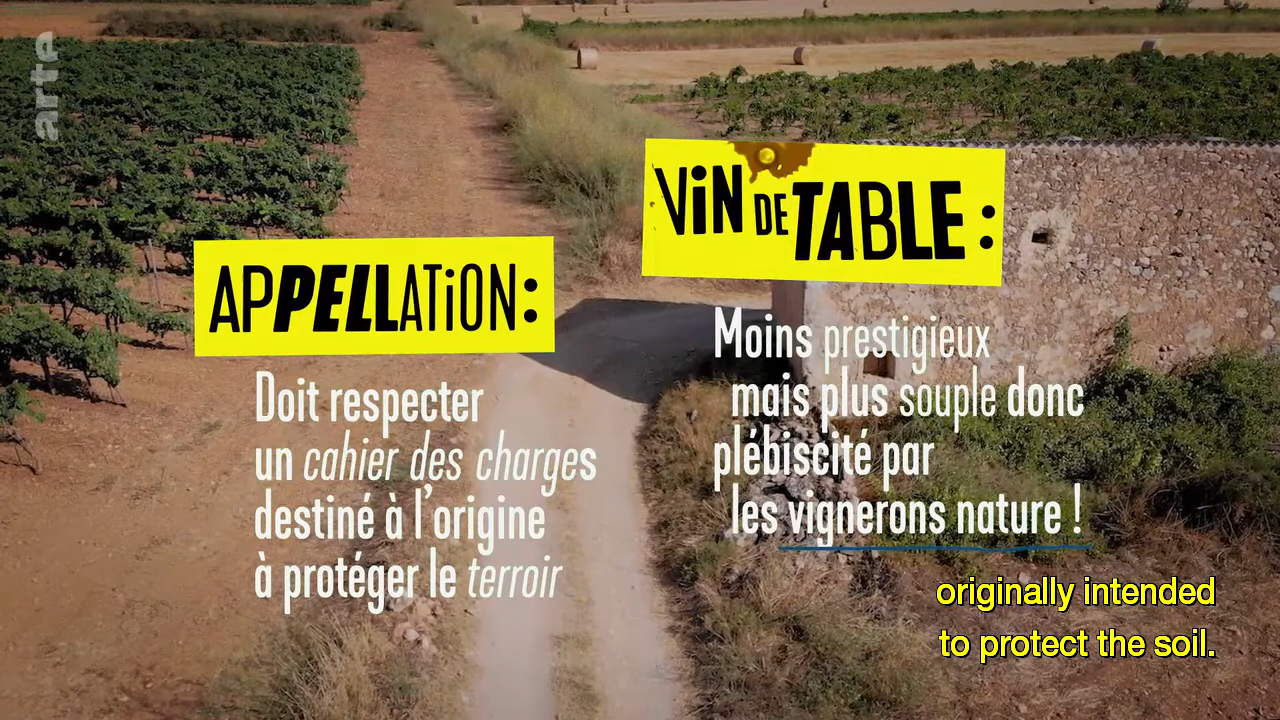 arte
APPELLATiON:
Doit respecter
un cahier des charges
destiné à l'origine
à protéger le terroir
ViN DE TABLE :
Moins prestigieux
mais plus souple donc
plébiscité par
les vignerons nature !
originally intended
to protect the soil.